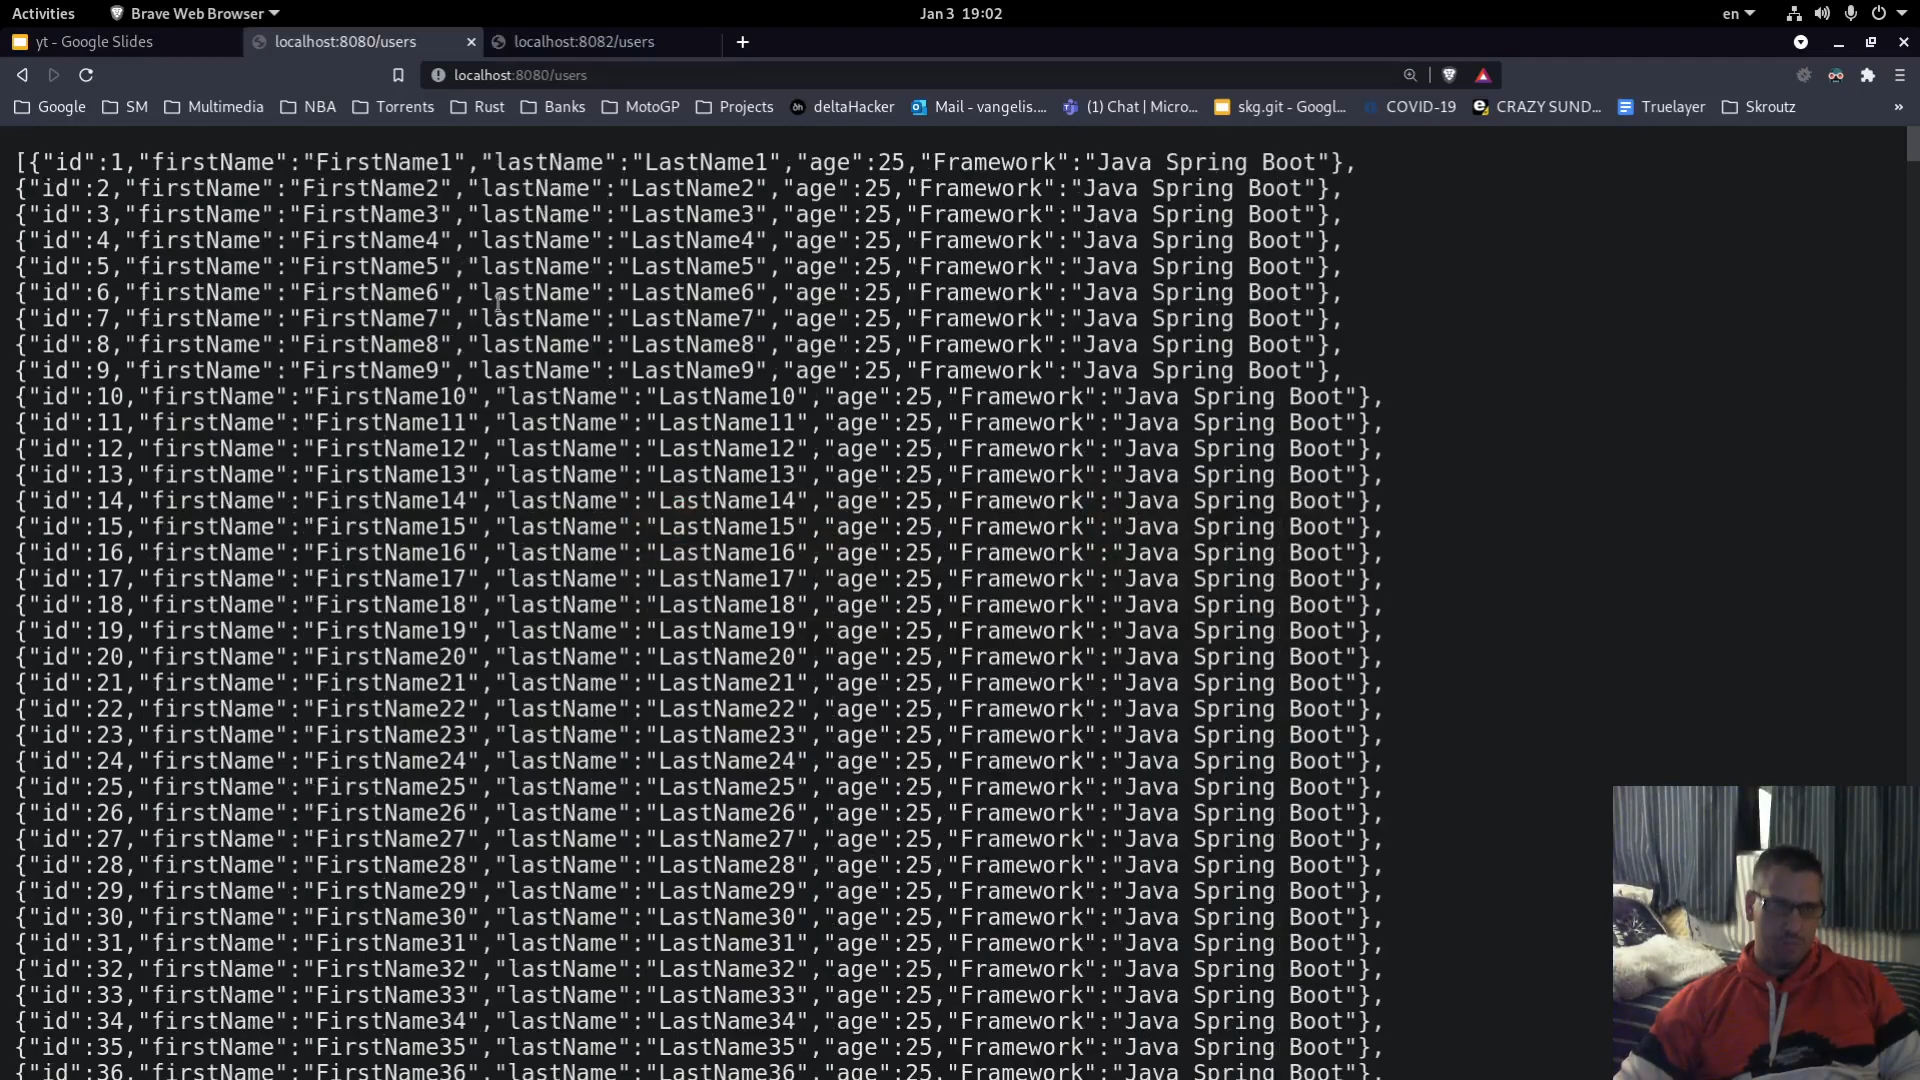 Activities Brave Web Browser Jan 3 19:02 en
yt - Google Slides localhost:8080/users localhost:8082/users
localhost:8080/users
Google SM Multimedia NBA Torrents Rust Banks MotoGP Projects deltaHacker Mail - vangelis.... (1) Chat | Micro... skg.git - Googl... COVID-19 CRAZY SUND... Truelayer Skroutz »
[{"id":1,"firstName":"FirstName1","lastName":"LastName1","age":25,"Framework":"Java Spring Boot"},
{"id":2,"firstName":"FirstName2","lastName":"LastName2","age":25,"Framework":"Java Spring Boot"},
{"id":3,"firstName":"FirstName3","lastName":"LastName3","age":25,"Framework":"Java Spring Boot"},
{"id":4,"firstName":"FirstName4","lastName":"LastName4","age":25,"Framework":"Java Spring Boot"},
{"id":5,"firstName":"FirstName5","lastName":"LastName5","age":25,"Framework":"Java Spring Boot"},
{"id":6,"firstName":"FirstName6","lastName":"LastName6","age":25,"Framework":"Java Spring Boot"},
{"id":7,"firstName":"FirstName7","lastName":"LastName7","age":25,"Framework":"Java Spring Boot"},
{"id":8,"firstName":"FirstName8","lastName":"LastName8","age":25,"Framework":"Java Spring Boot"},
{"id":9,"firstName":"FirstName9","lastName":"LastName9","age":25,"Framework":"Java Spring Boot"},
{"id":10,"firstName":"FirstName10","lastName":"LastName10","age":25,"Framework":"Java Spring Boot"},
{"id":11,"firstName":"FirstName11","lastName":"LastName11","age":25,"Framework":"Java Spring Boot"},
{"id":12,"firstName":"FirstName12","lastName":"LastName12","age":25,"Framework":"Java Spring Boot"},
{"id":13,"firstName":"FirstName13","lastName":"LastName13","age":25,"Framework":"Java Spring Boot"},
{"id":14,"firstName":"FirstName14","lastName":"LastName14","age":25,"Framework":"Java Spring Boot"},
{"id":15,"firstName":"FirstName15","lastName":"LastName15","age":25,"Framework":"Java Spring Boot"},
{"id":16,"firstName":"FirstName16","lastName":"LastName16","age":25,"Framework":"Java Spring Boot"},
{"id":17,"firstName":"FirstName17","lastName":"LastName17","age":25,"Framework":"Java Spring Boot"},
{"id":18,"firstName":"FirstName18","lastName":"LastName18","age":25,"Framework":"Java Spring Boot"},
{"id":19,"firstName":"FirstName19","lastName":"LastName19","age":25,"Framework":"Java Spring Boot"},
{"id":20,"firstName":"FirstName20","lastName":"LastName20","age":25,"Framework":"Java Spring Boot"},
{"id":21,"firstName":"FirstName21","lastName":"LastName21","age":25,"Framework":"Java Spring Boot"},
{"id":22,"firstName":"FirstName22","lastName":"LastName22","age":25,"Framework":"Java Spring Boot"},
{"id":23,"firstName":"FirstName23","lastName":"LastName23","age":25,"Framework":"Java Spring Boot"},
{"id":24,"firstName":"FirstName24","lastName":"LastName24","age":25,"Framework":"Java Spring Boot"},
{"id":25,"firstName":"FirstName25","lastName":"LastName25","age":25,"Framework":"Java Spring Boot"},
{"id":26,"firstName":"FirstName26","lastName":"LastName26","age":25,"Framework":"Java Spring Boot"},
{"id":27,"firstName":"FirstName27","lastName":"LastName27","age":25,"Framework":"Java Spring Boot"},
{"id":28,"firstName":"FirstName28","lastName":"LastName28","age":25,"Framework":"Java Spring Boot"},
{"id":29,"firstName":"FirstName29","lastName":"LastName29","age":25,"Framework":"Java Spring Boot"},
{"id":30,"firstName":"FirstName30","lastName":"LastName30","age":25,"Framework":"Java Spring Boot"},
{"id":31,"firstName":"FirstName31","lastName":"LastName31","age":25,"Framework":"Java Spring Boot"},
{"id":32,"firstName":"FirstName32","lastName":"LastName32","age":25,"Framework":"Java Spring Boot"},
{"id":33,"firstName":"FirstName33","lastName":"LastName33","age":25,"Framework":"Java Spring Boot"},
{"id":34,"firstName":"FirstName34","lastName":"LastName34","age":25,"Framework":"Java Spring Boot"},
{"id":35,"firstName":"FirstName35","lastName":"LastName35","age":25,"Framework":"Java Spring Boot"},
{"id":36,"firstName":"FirstName36","lastName":"LastName36","age":25,"Framework":"Java Spring Boot"},